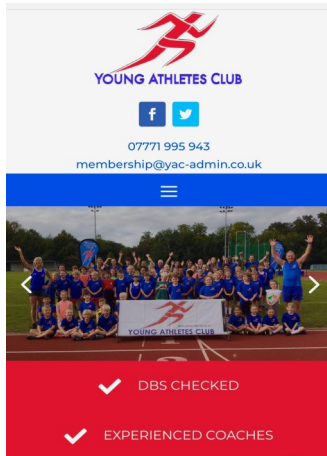 YOUNG ATHLETES CLUB
07771 995 943
membership@yac-admin.co.uk
YOUNG ATHLETES CLUB
DBS CHECKED
EXPERIENCED COACHES